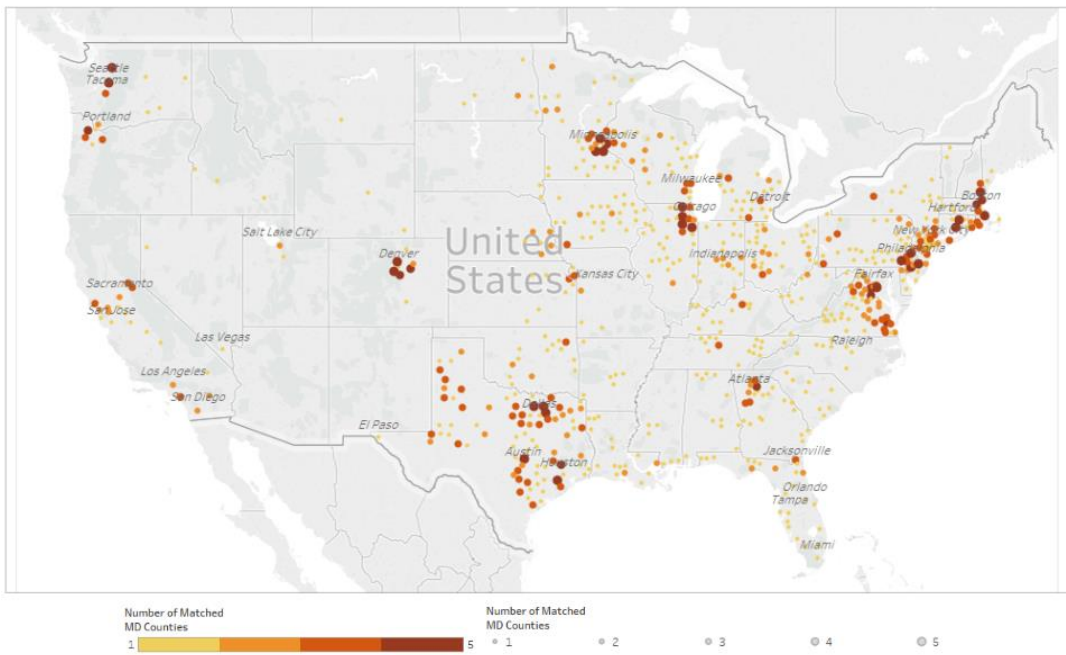 Seattle
Tacoma
Portland
Minneapolis
Milwaukee
Detroit
Chicago
Boston
Hartford
New York City
Philadelphia
Salt Lake City
Denver
United
States
Indianapolis
Kansas City
Fairfax
Sacramento
San Jose
Las Vegas
Raleigh
Los Angeles
San Diego
Atlanta
Dallas
El Paso
Austin
Houston
Jacksonville
Orlando
Tampa
Miami
Number of Matched
MD Counties
1 5
Number of Matched
MD Counties
1 2 3 4 5